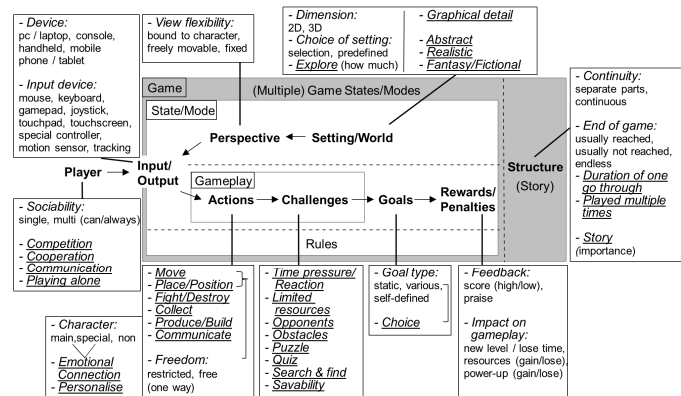 - Device:
pc / laptop, console,
handheld, mobile
phone / tablet
- Input device:
mouse, keyboard,
gamepad, joystick,
touchpad, touchscreen,
special controller,
motion sensor, tracking
- View flexibility:
bound to character,
freely movable, fixed
- Dimension:
2D, 3D
- Choice of setting:
selection, predefined
- Explore (how much)
- Graphical detail
- Abstract
- Realistic
- Fantasy/Fictional
- Continuity:
separate parts,
continuous
- End of game:
usually reached,
usually not reached,
endless
- Duration of one
go through
- Played multiple
times
- Story
(importance)
Game
(Multiple) Game States/Modes
State/Mode
Perspective
Setting/World
Player
Input/
Output
Gameplay
Actions
Challenges
Goals
Rewards/
Penalties
Structure
(Story)
Rules
- Sociability:
single, multi (can/always)
- Competition
- Cooperation
- Communication
- Playing alone
- Character:
main,special, non
- Emotional
Connection
- Personalise
- Move
- Place/Position
- Fight/Destroy
- Collect
- Produce/Build
- Communicate
- Freedom:
restricted, free
(one way)
- Time pressure/
Reaction
- Limited
resources
- Opponents
- Obstacles
- Puzzle
- Quiz
- Search & find
- Savability
- Goal type:
static, various,
self-defined
- Choice
- Feedback:
score (high/low),
praise
- Impact on
gameplay:
new level / lose time,
resources (gain/lose),
power-up (gain/lose)